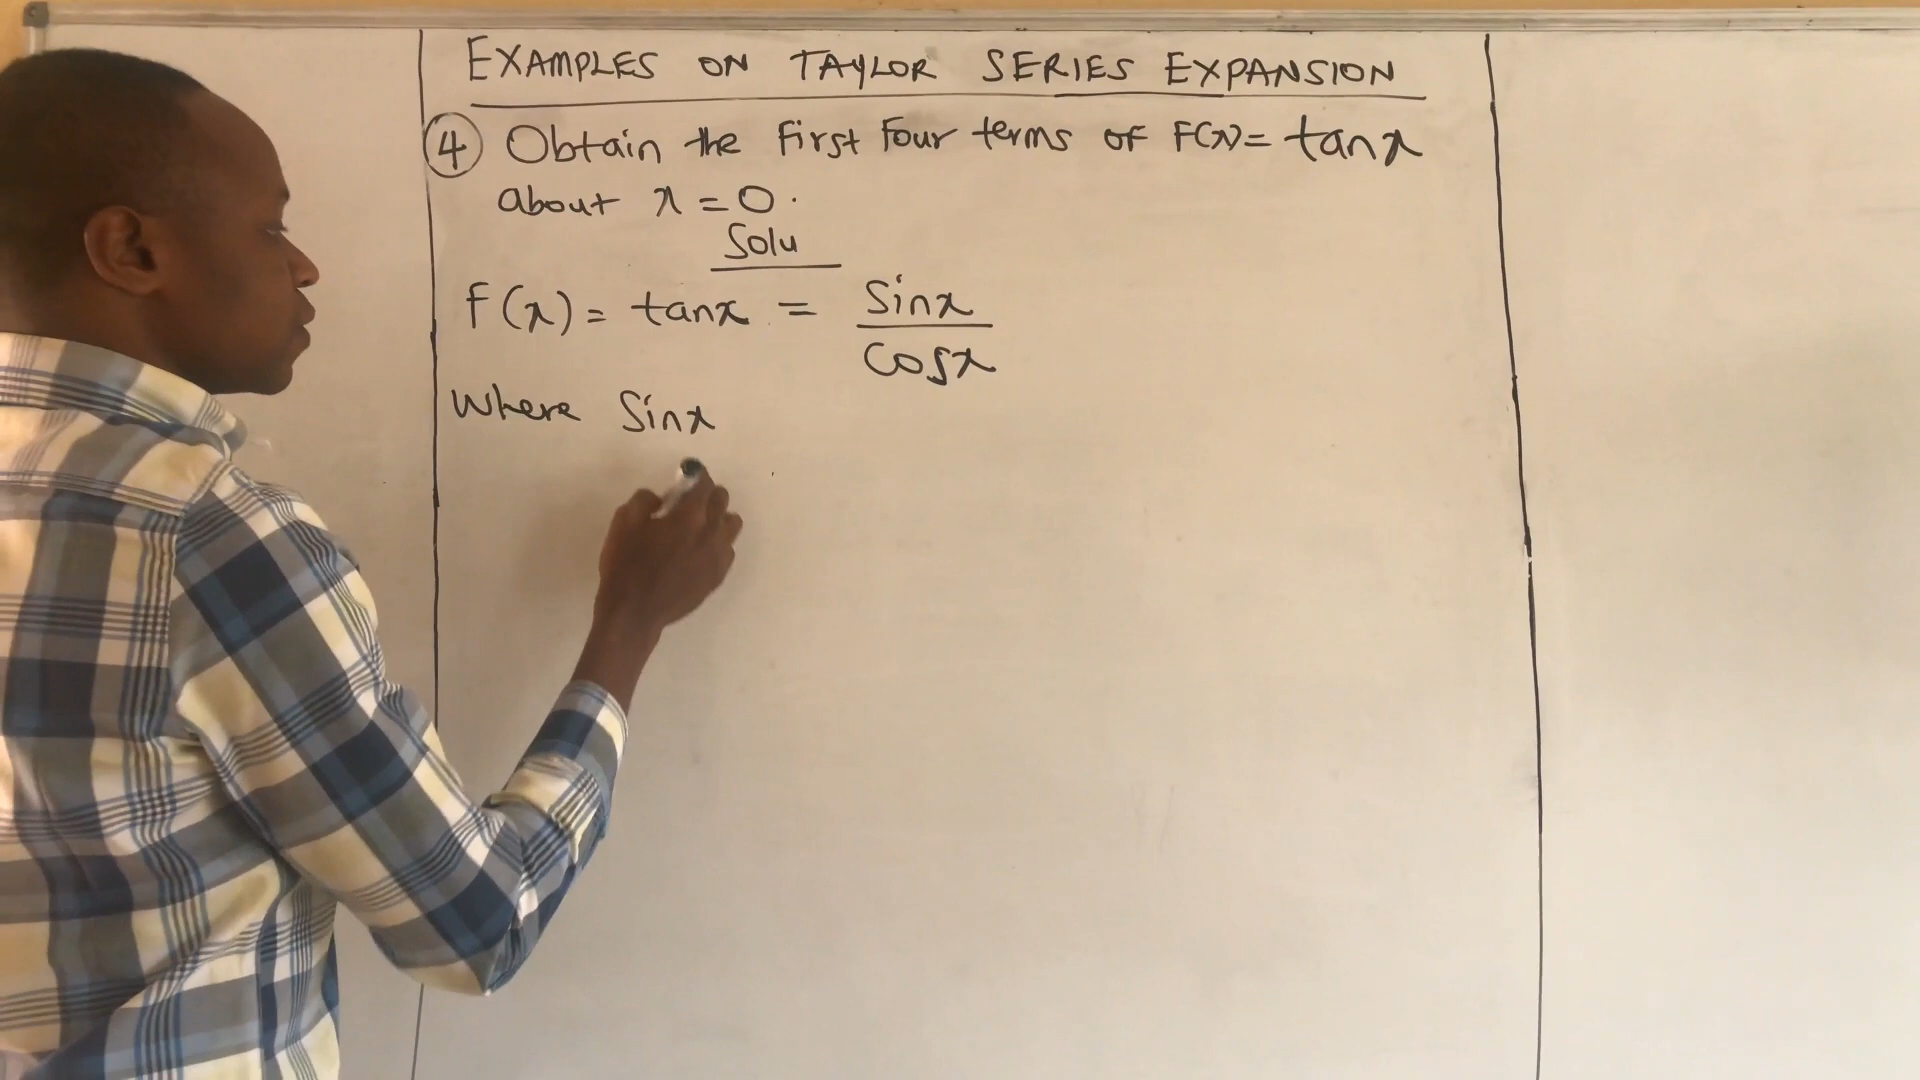 EXAMPLES ON TAYLOR SERIES EXPANSION
④ Obtain the First Four terms of F(x)= tanx
about x = 0.
Solu
F(x) = tanx = sinx/cosx
Where Sinx